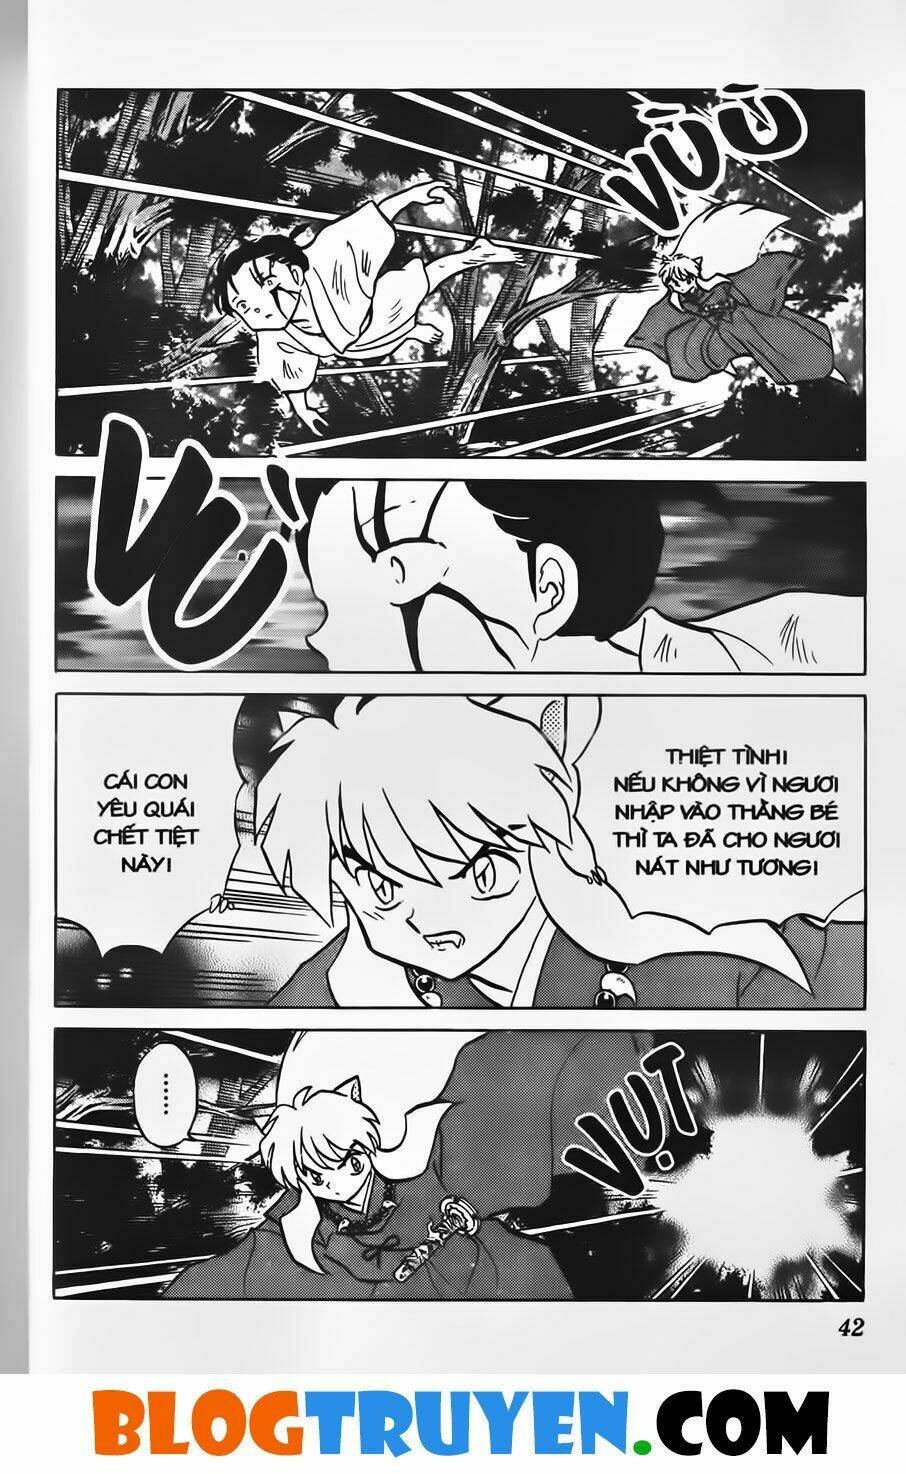 VÙÙ
VÙ
THIỆT TÌNH!
NẾU KHÔNG VÌ NGƯƠI
NHẬP VÀO THẰNG BÉ
THÌ TA ĐÃ CHO NGƯƠI
NÁT NHƯ TƯƠNG!
CÁI CON
YÊU QUÁI
CHẾT TIỆT
NÀY!
VỤT
......
42
BLOGTRUYEN.COM